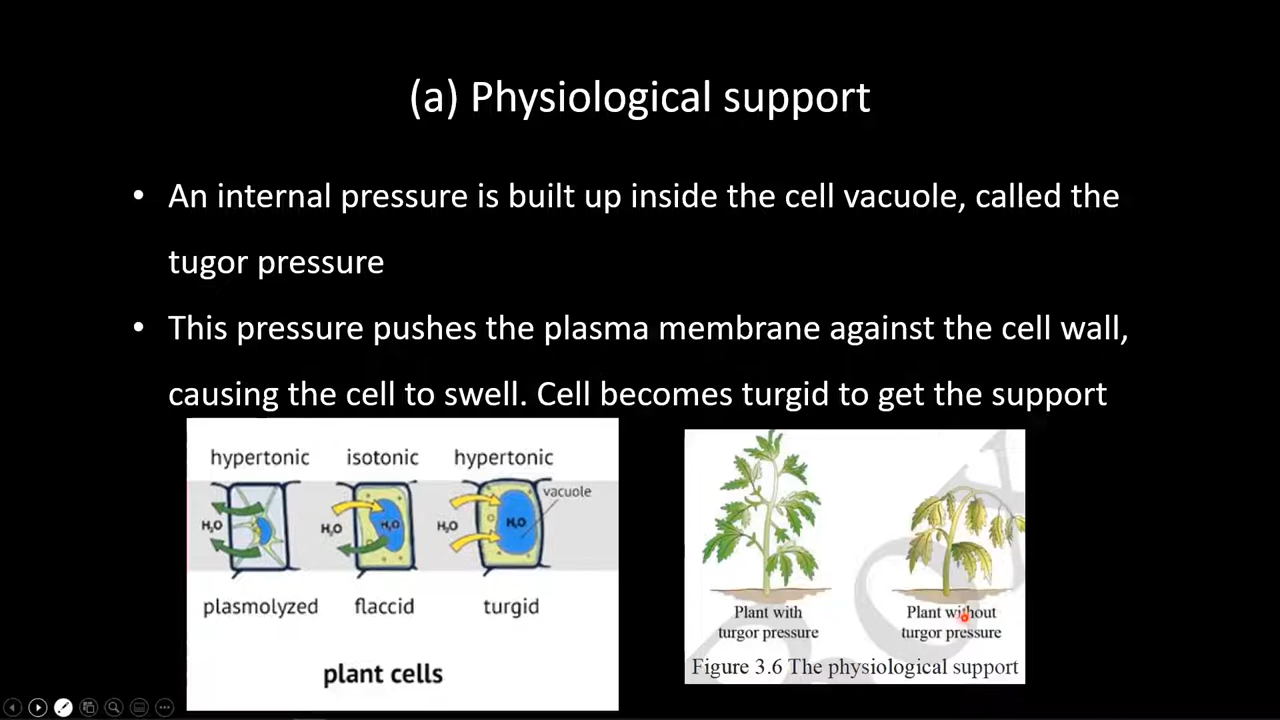 (a) Physiological support
• An internal pressure is built up inside the cell vacuole, called the
tugor pressure
• This pressure pushes the plasma membrane against the cell wall,
causing the cell to swell. Cell becomes turgid to get the support
hypertonic isotonic hypertonic
vacuole
H₂O H₂O H₂O H₂O H₂O
plasmolyzed flaccid turgid
plant cells
Plant with
turgor pressure
Plant without
turgor pressure
Figure 3.6 The physiological support